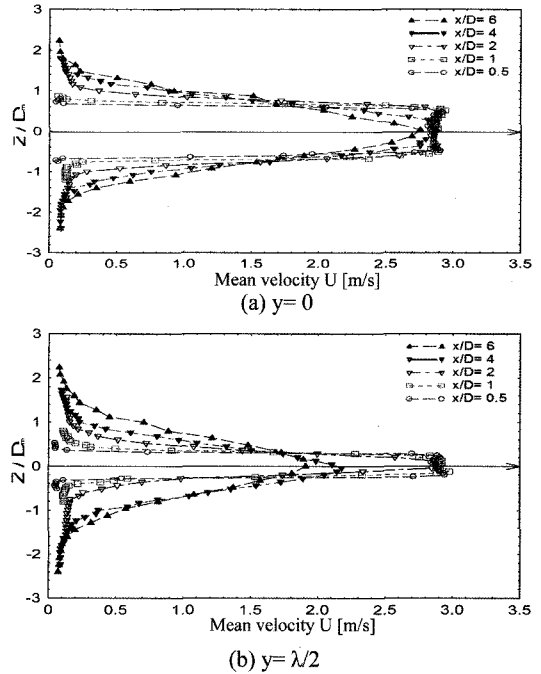 3
2
1
0
-1
-2
-3
Z / D
x/D= 6
x/D= 4
x/D= 2
x/D= 1
x/D= 0.5
0 0.5 1.0 1.5 2.0 2.5 3.0 3.5
Mean velocity U [m/s]
(a) y= 0
3
2
1
0
-1
-2
-3
Z / D
x/D= 6
x/D= 4
x/D= 2
x/D= 1
x/D= 0.5
0 0.5 1.0 1.5 2.0 2.5 3.0 3.5
Mean velocity U [m/s]
(b) y= λ/2